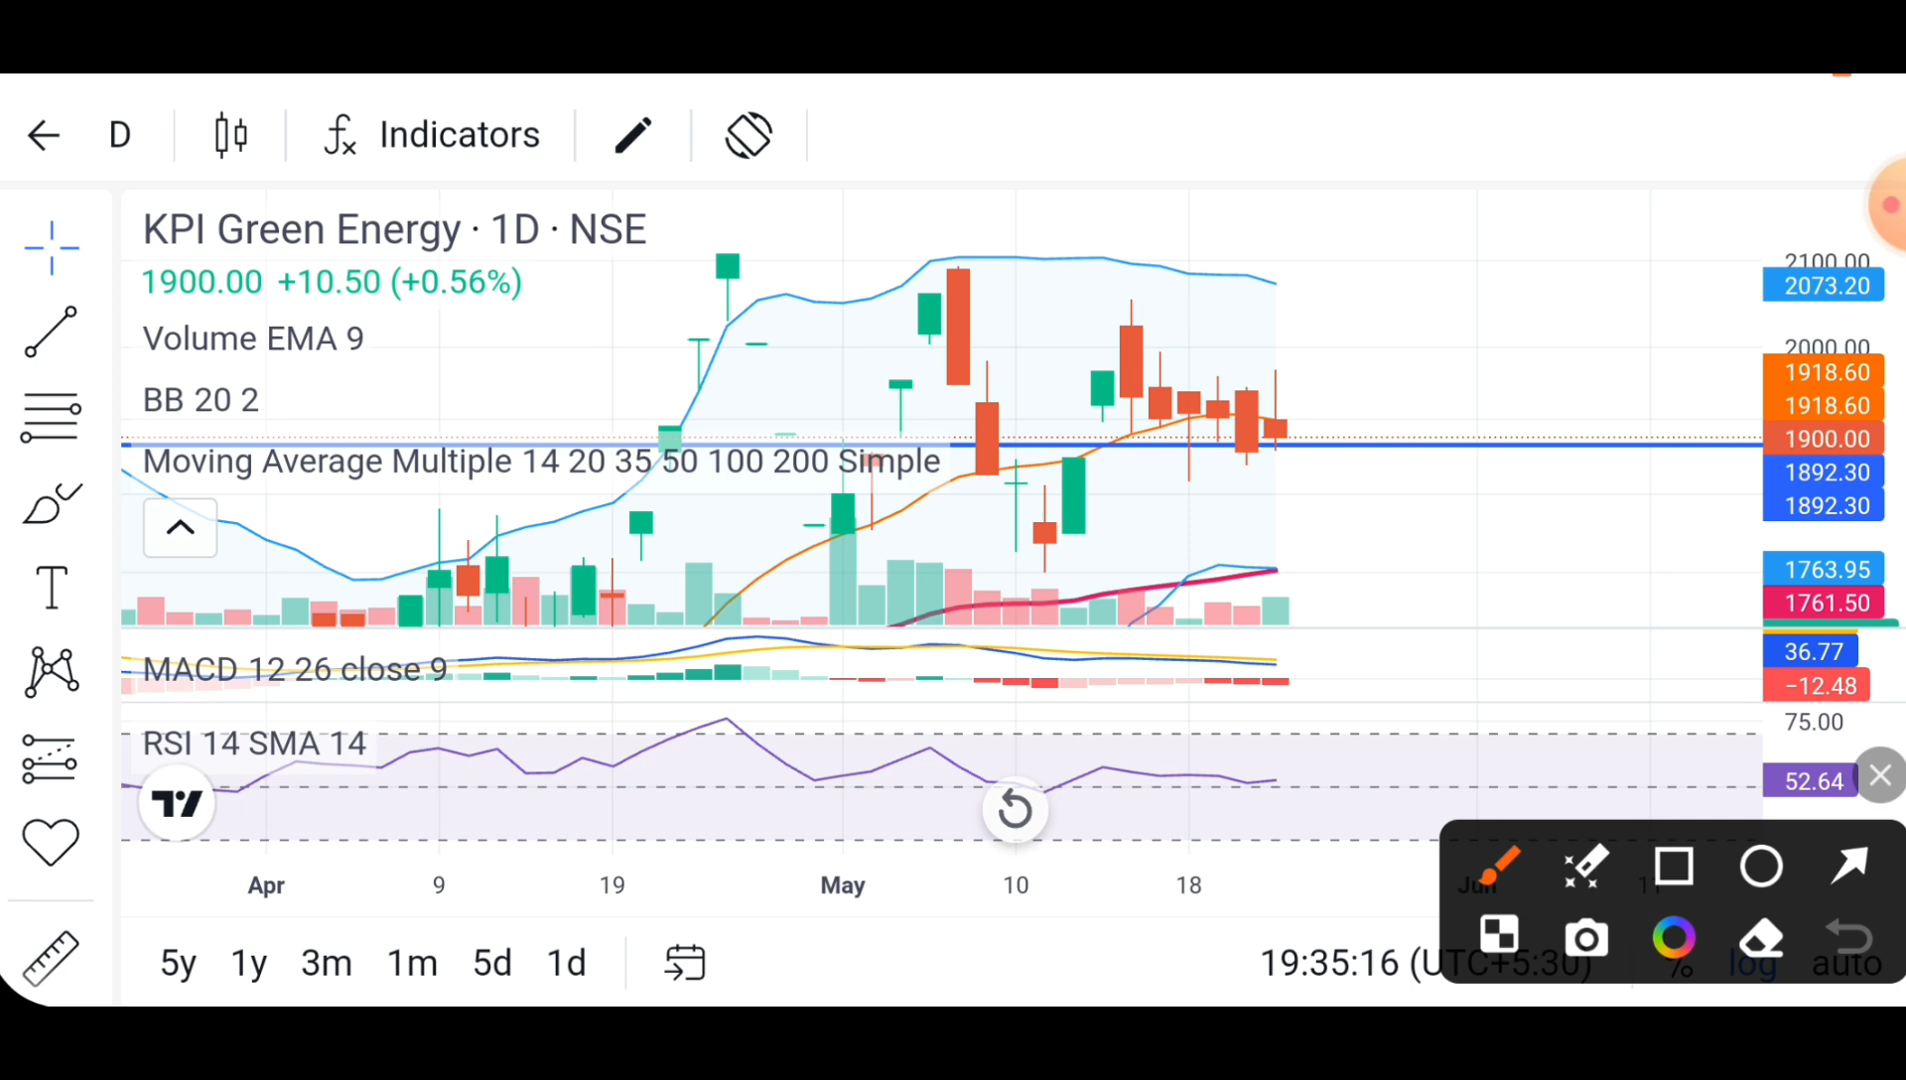 D
Indicators
KPI Green Energy · 1D · NSE
1900.00 +10.50 (+0.56%)
Volume EMA 9
BB 20 2
Moving Average Multiple 14 20 35 50 100 200 Simple
MACD 12 26 close 9
RSI 14 SMA 14
2100.00
2073.20
2000.00
1918.60
1918.60
1900.00
1892.30
1892.30
1763.95
1761.50
36.77
−12.48
75.00
52.64
Apr 9 19 May 10 18 Jun
5y 1y 3m 1m 5d 1d
19:35:16 (UTC+5:30) % log auto